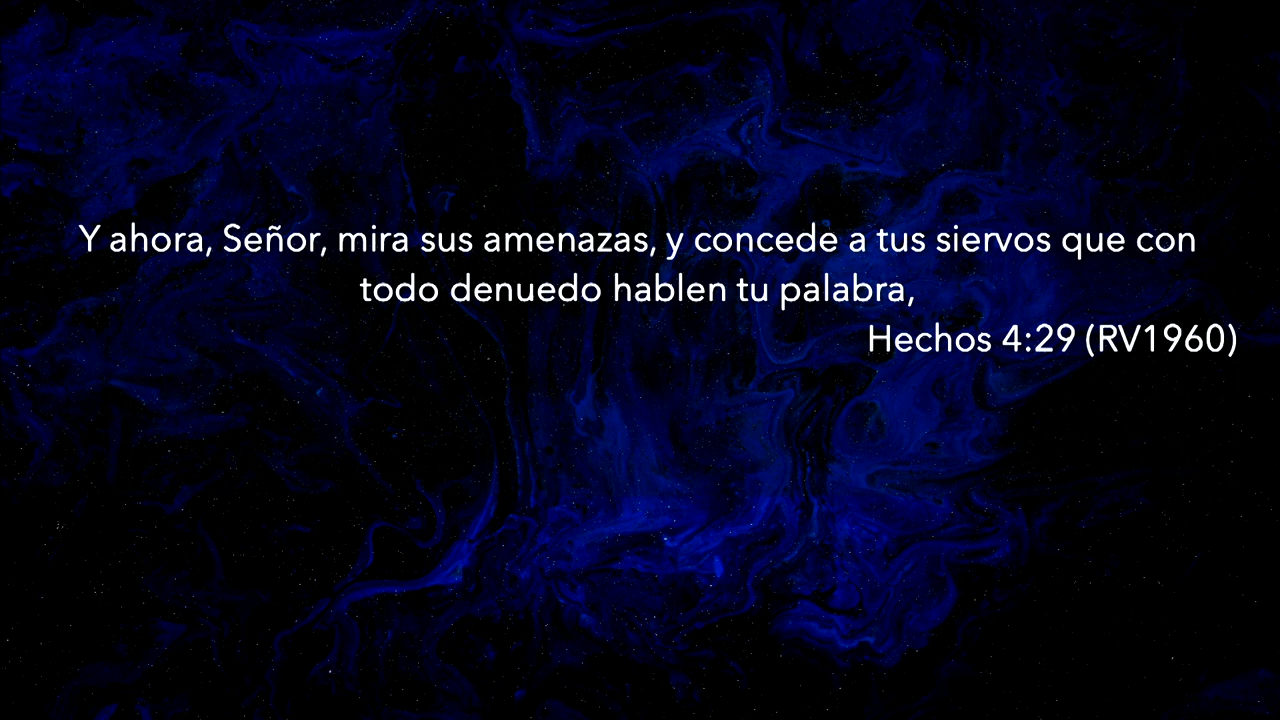 Y ahora, Señor, mira sus amenazas, y concede a tus siervos que con
todo denuedo hablen tu palabra,
Hechos 4:29 (RV1960)